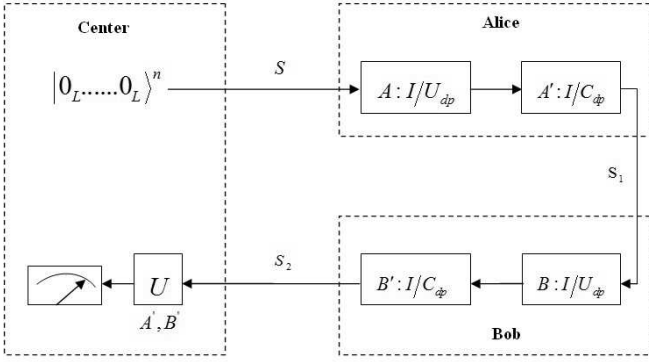 Center
Alice
|0_L......0_L⟩^n
S
A : I/U_dp
A' : I/C_dp
S_1
S_2
U
A', B'
B' : I/C_dp
B : I/U_dp
Bob